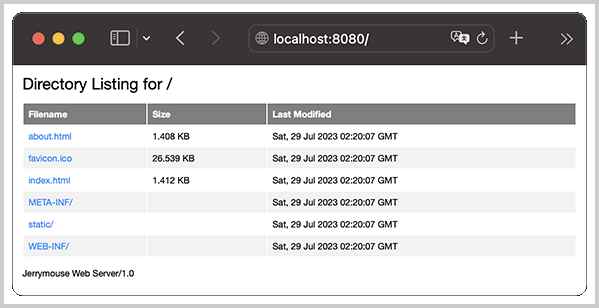 localhost:8080/
Directory Listing for /
Filename Size Last Modified
about.html 1.408 KB Sat, 29 Jul 2023 02:20:07 GMT
favicon.ico 26.539 KB Sat, 29 Jul 2023 02:20:07 GMT
index.html 1.412 KB Sat, 29 Jul 2023 02:20:07 GMT
META-INF/ Sat, 29 Jul 2023 02:20:07 GMT
static/ Sat, 29 Jul 2023 02:20:07 GMT
WEB-INF/ Sat, 29 Jul 2023 02:20:07 GMT
Jerrymouse Web Server/1.0